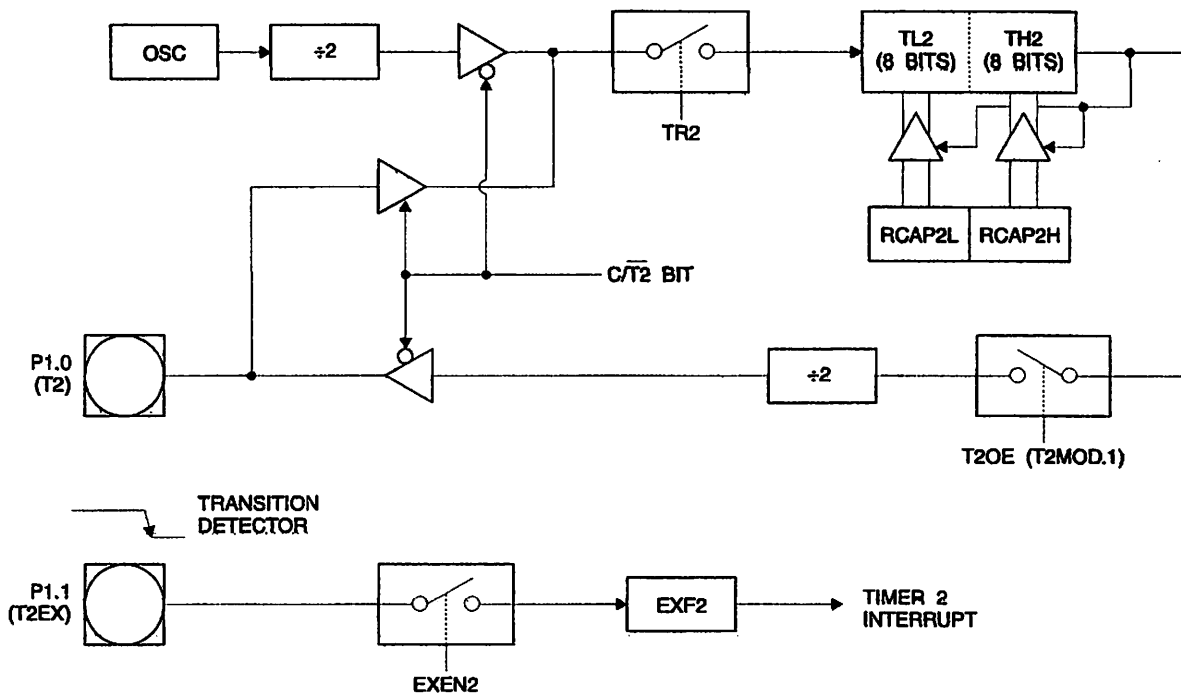 OSC
÷2
TL2
(8 BITS)
TH2
(8 BITS)
TR2
RCAP2L
RCAP2H
C/T̅2̅ BIT
P1.0
(T2)
÷2
T2OE (T2MOD.1)
TRANSITION
DETECTOR
P1.1
(T2EX)
EXF2
TIMER 2
INTERRUPT
EXEN2